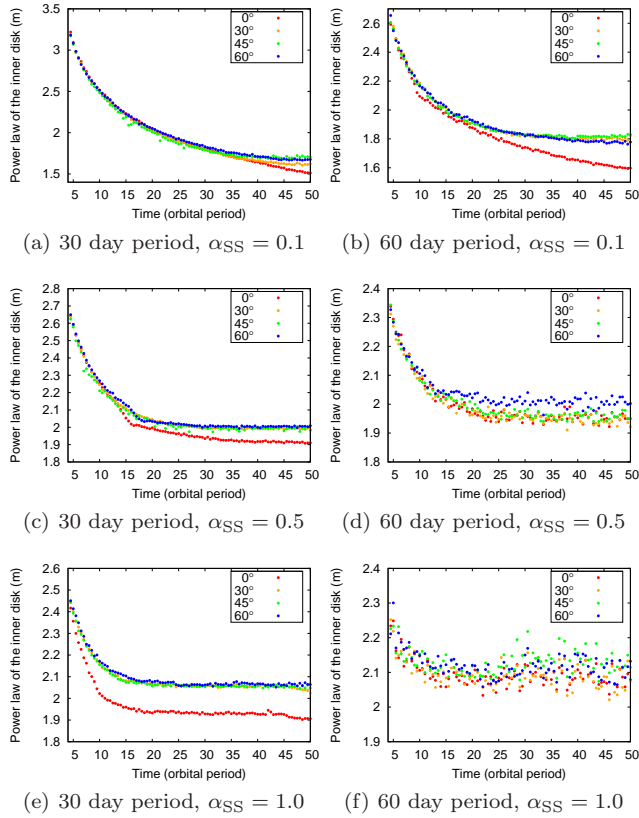 Power law of the inner disk (m)
3.5
3
2.5
2
1.5
5 10 15 20 25 30 35 40 45 50
Time (orbital period)
0°
30°
45°
60°
(a) 30 day period, αSS = 0.1
Power law of the inner disk (m)
2.6
2.4
2.2
2
1.8
1.6
5 10 15 20 25 30 35 40 45 50
Time (orbital period)
0°
30°
45°
60°
(b) 60 day period, αSS = 0.1
Power law of the inner disk (m)
2.8
2.7
2.6
2.5
2.4
2.3
2.2
2.1
2
1.9
1.8
5 10 15 20 25 30 35 40 45 50
Time (orbital period)
0°
30°
45°
60°
(c) 30 day period, αSS = 0.5
Power law of the inner disk (m)
2.4
2.3
2.2
2.1
2
1.9
1.8
5 10 15 20 25 30 35 40 45 50
Time (orbital period)
0°
30°
45°
60°
(d) 60 day period, αSS = 0.5
Power law of the inner disk (m)
2.6
2.5
2.4
2.3
2.2
2.1
2
1.9
1.8
5 10 15 20 25 30 35 40 45 50
Time (orbital period)
0°
30°
45°
60°
(e) 30 day period, αSS = 1.0
Power law of the inner disk (m)
2.4
2.3
2.2
2.1
2
1.9
5 10 15 20 25 30 35 40 45 50
Time (orbital period)
0°
30°
45°
60°
(f) 60 day period, αSS = 1.0